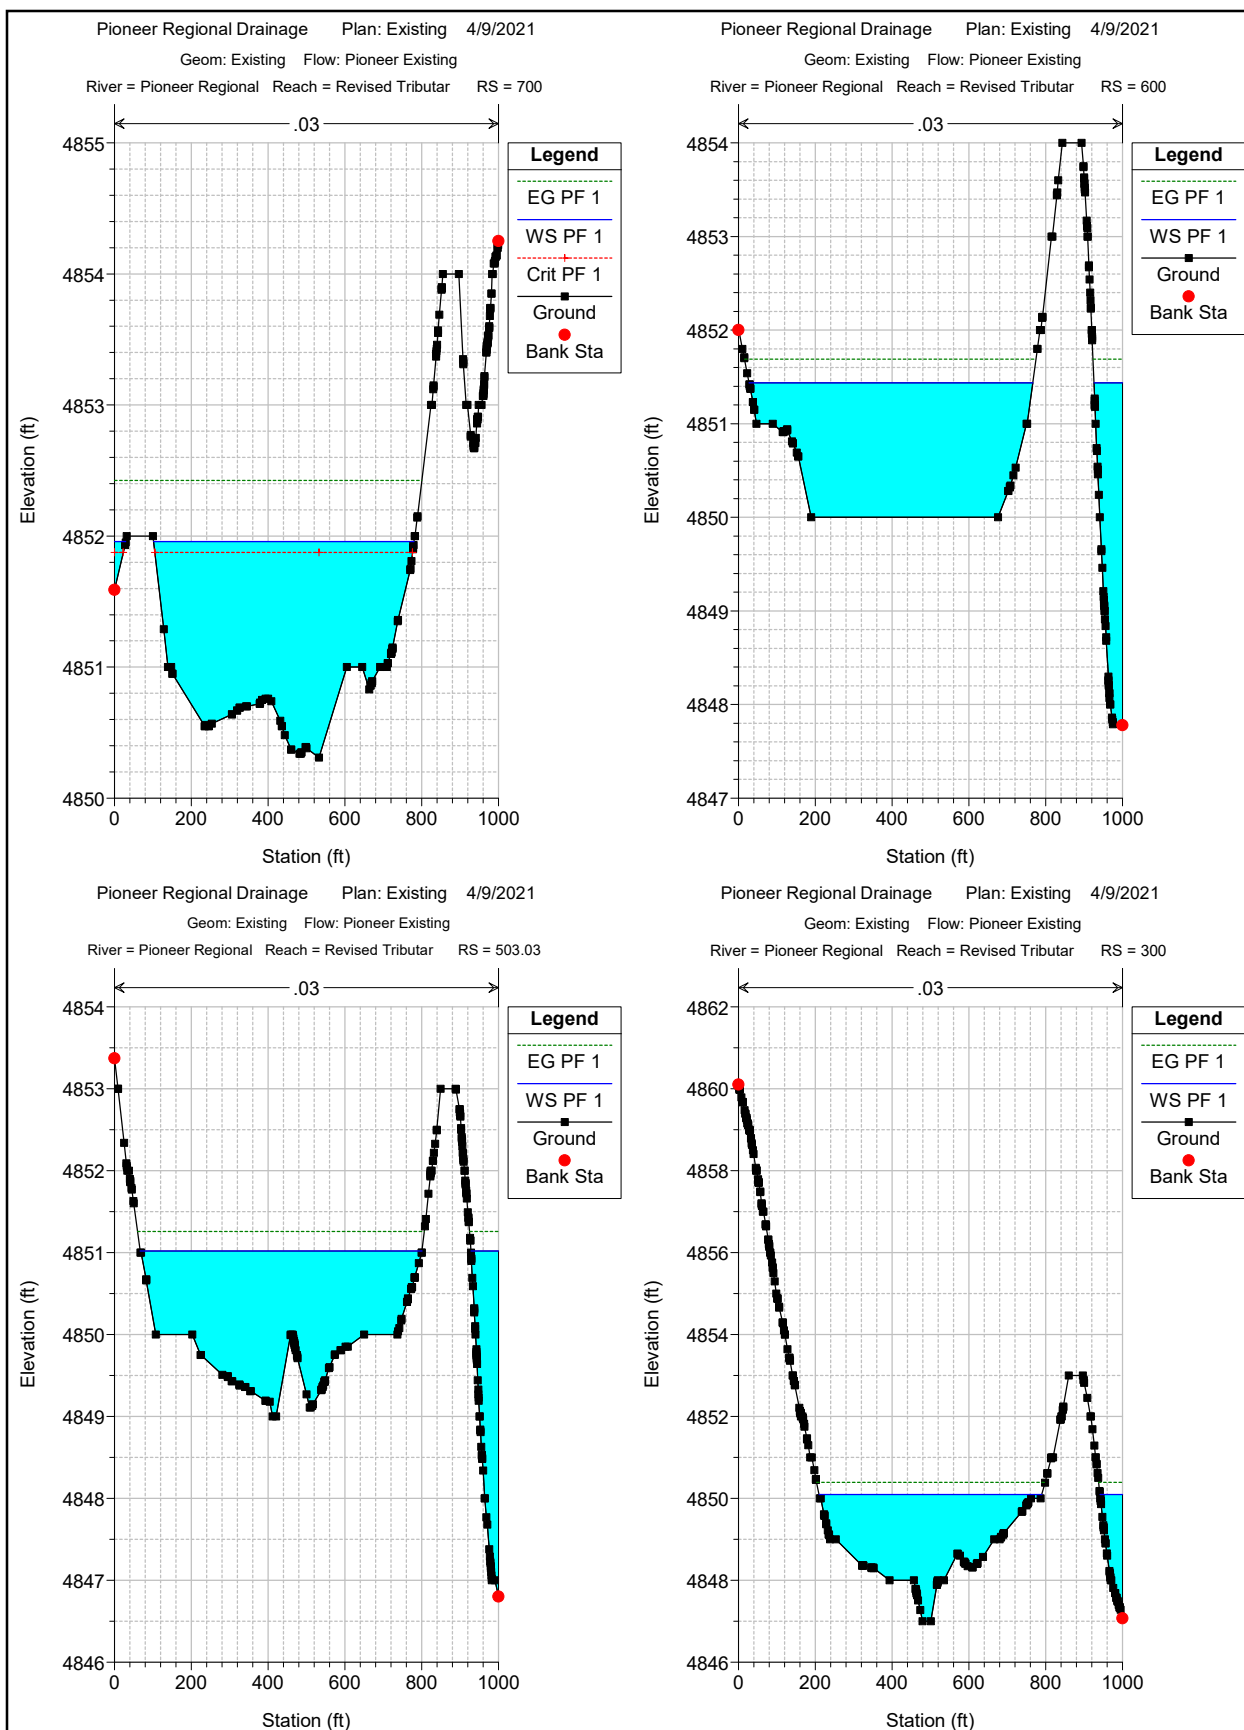 Pioneer Regional Drainage Plan: Existing 4/9/2021
Geom: Existing Flow: Pioneer Existing
River = Pioneer Regional Reach = Revised Tributar RS = 700
.03
4855
4854
4853
4852
4851
4850
Elevation (ft)
0 200 400 600 800 1000
Station (ft)
Legend
EG PF 1
WS PF 1
Crit PF 1
Ground
Bank Sta
Pioneer Regional Drainage Plan: Existing 4/9/2021
Geom: Existing Flow: Pioneer Existing
River = Pioneer Regional Reach = Revised Tributar RS = 600
.03
4854
4853
4852
4851
4850
4849
4848
4847
Elevation (ft)
0 200 400 600 800 1000
Station (ft)
Legend
EG PF 1
WS PF 1
Ground
Bank Sta
Pioneer Regional Drainage Plan: Existing 4/9/2021
Geom: Existing Flow: Pioneer Existing
River = Pioneer Regional Reach = Revised Tributar RS = 503.03
.03
4854
4853
4852
4851
4850
4849
4848
4847
4846
Elevation (ft)
0 200 400 600 800 1000
Station (ft)
Legend
EG PF 1
WS PF 1
Ground
Bank Sta
Pioneer Regional Drainage Plan: Existing 4/9/2021
Geom: Existing Flow: Pioneer Existing
River = Pioneer Regional Reach = Revised Tributar RS = 300
.03
4862
4860
4858
4856
4854
4852
4850
4848
4846
Elevation (ft)
0 200 400 600 800 1000
Station (ft)
Legend
EG PF 1
WS PF 1
Ground
Bank Sta